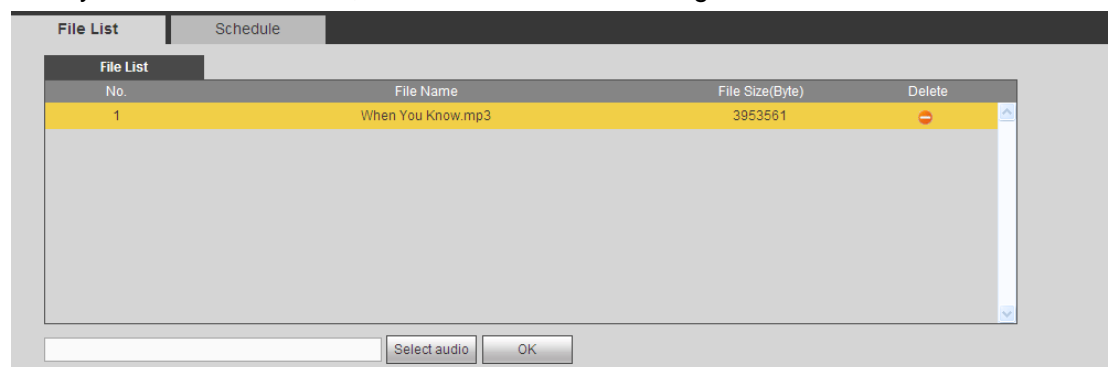 File List Schedule
File List
No. File Name File Size(Byte) Delete
1 When You Know.mp3 3953561
Select audio OK